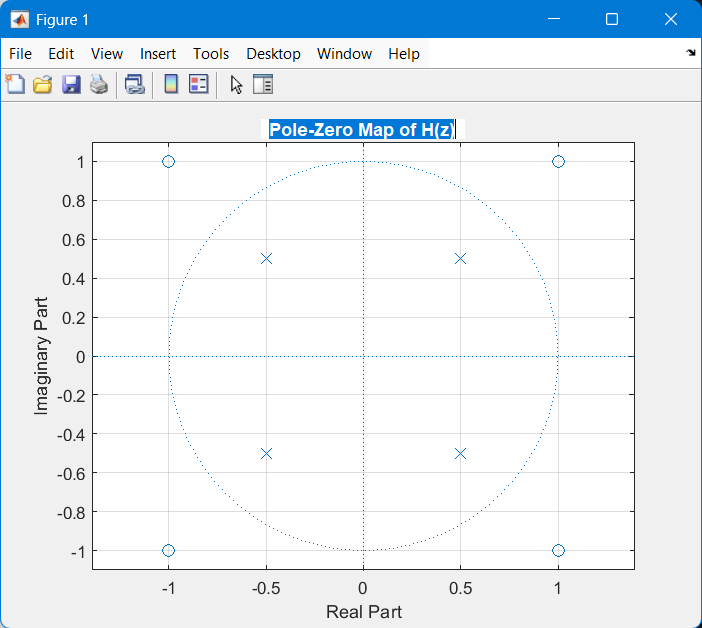 Figure 1
File Edit View Insert Tools Desktop Window Help
Pole-Zero Map of H(z)
1
0.8
0.6
0.4
0.2
0
-0.2
-0.4
-0.6
-0.8
-1
Imaginary Part
-1 -0.5 0 0.5 1
Real Part